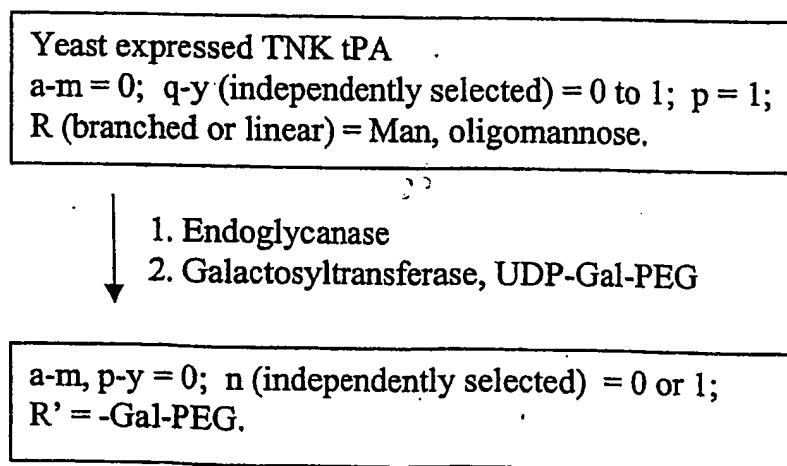 Yeast expressed TNK tPA
a-m = 0; q-y (independently selected) = 0 to 1; p = 1;
R (branched or linear) = Man, oligomannose.
1. Endoglycanase
2. Galactosyltransferase, UDP-Gal-PEG
a-m, p-y = 0; n (independently selected) = 0 or 1;
R' = -Gal-PEG.